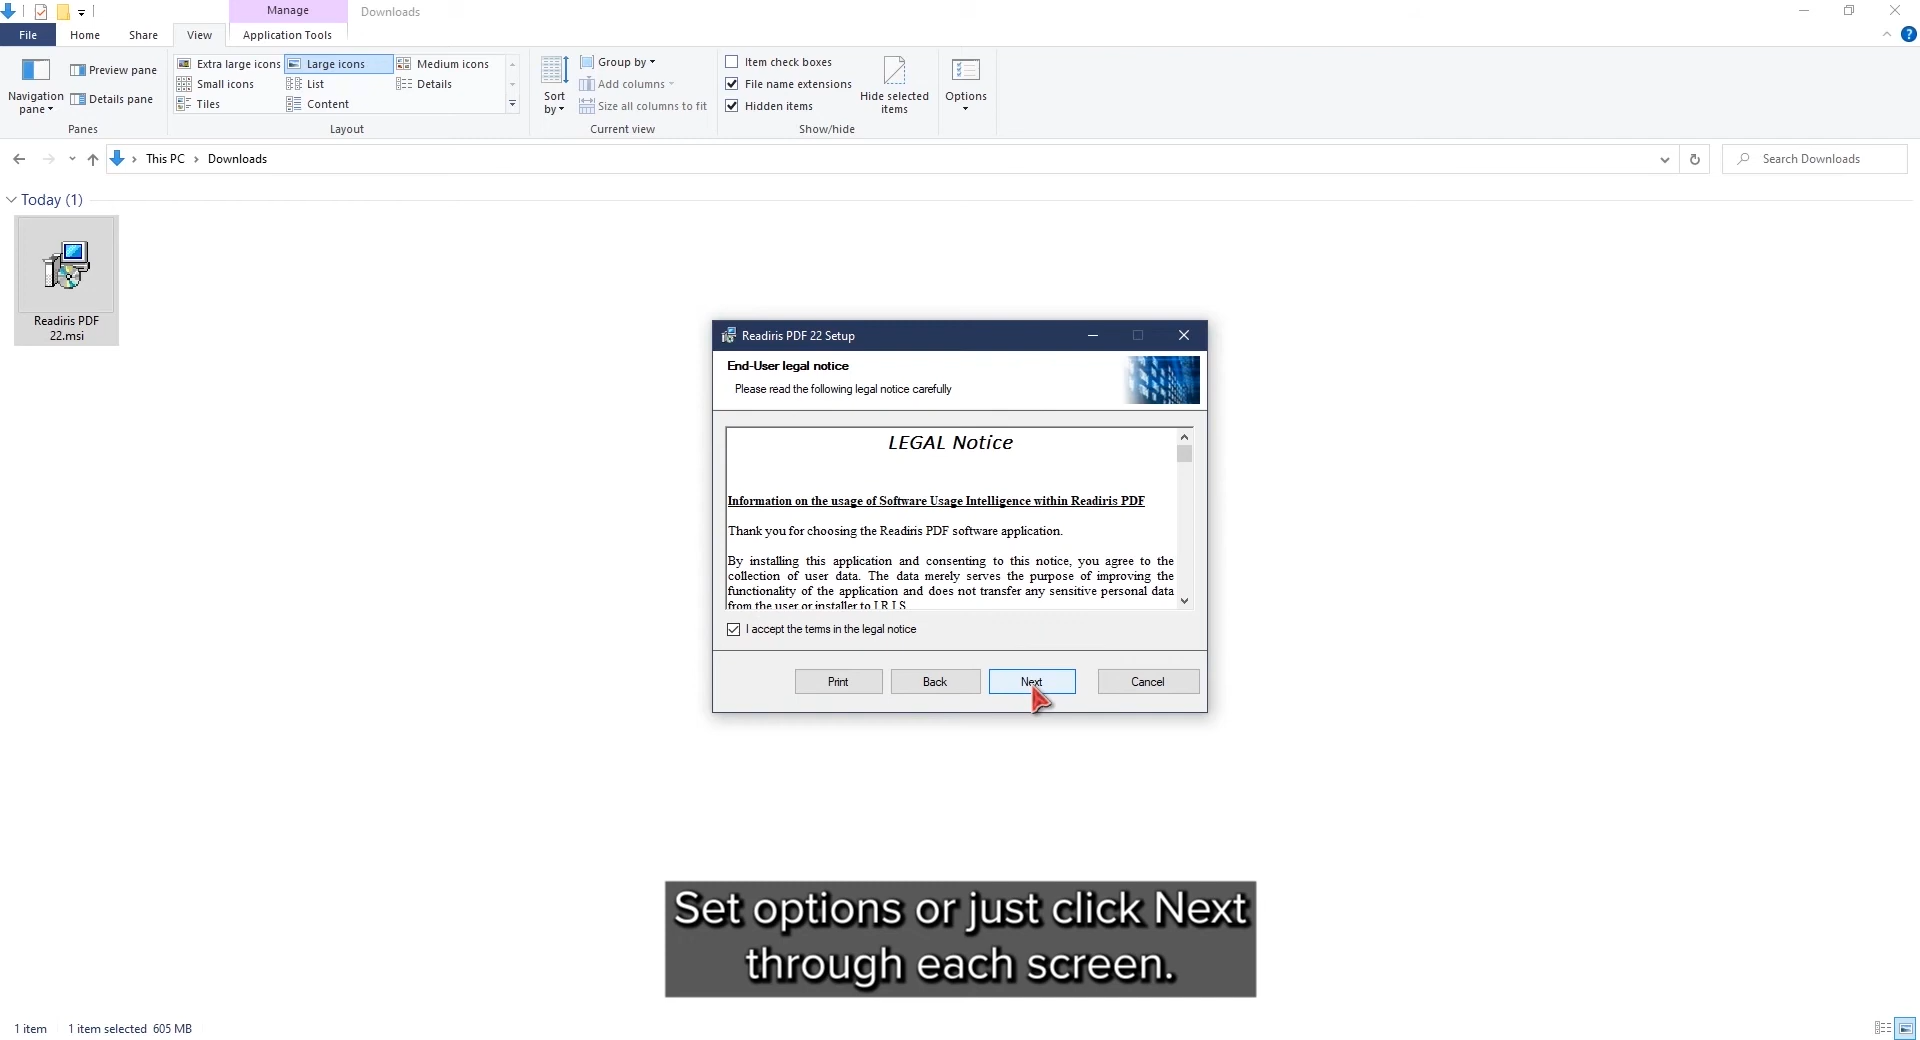 Manage
Downloads
File
Home
Share
View
Application Tools
?
Navigation pane
Preview pane
Details pane
Panes
Extra large icons
Large icons
Medium icons
Small icons
List
Details
Tiles
Content
Layout
Sort by
Group by
Add columns
Size all columns to fit
Current view
Item check boxes
File name extensions
Hidden items
Hide selected items
Show/hide
Options
This PC
Downloads
Search Downloads
Today (1)
Readiris PDF
22.msi
Readiris PDF 22 Setup
End-User legal notice
Please read the following legal notice carefully
LEGAL Notice
Information on the usage of Software Usage Intelligence within Readiris PDF
Thank you for choosing the Readiris PDF software application.
By installing this application and consenting to this notice, you agree to the
collection of user data. The data merely serves the purpose of improving the
functionality of the application and does not transfer any sensitive personal data
from the user or installer to I.R.I.S.
I accept the terms in the legal notice
Print
Back
Next
Cancel
Set options or just click Next
through each screen.
1 item
1 item selected 605 MB